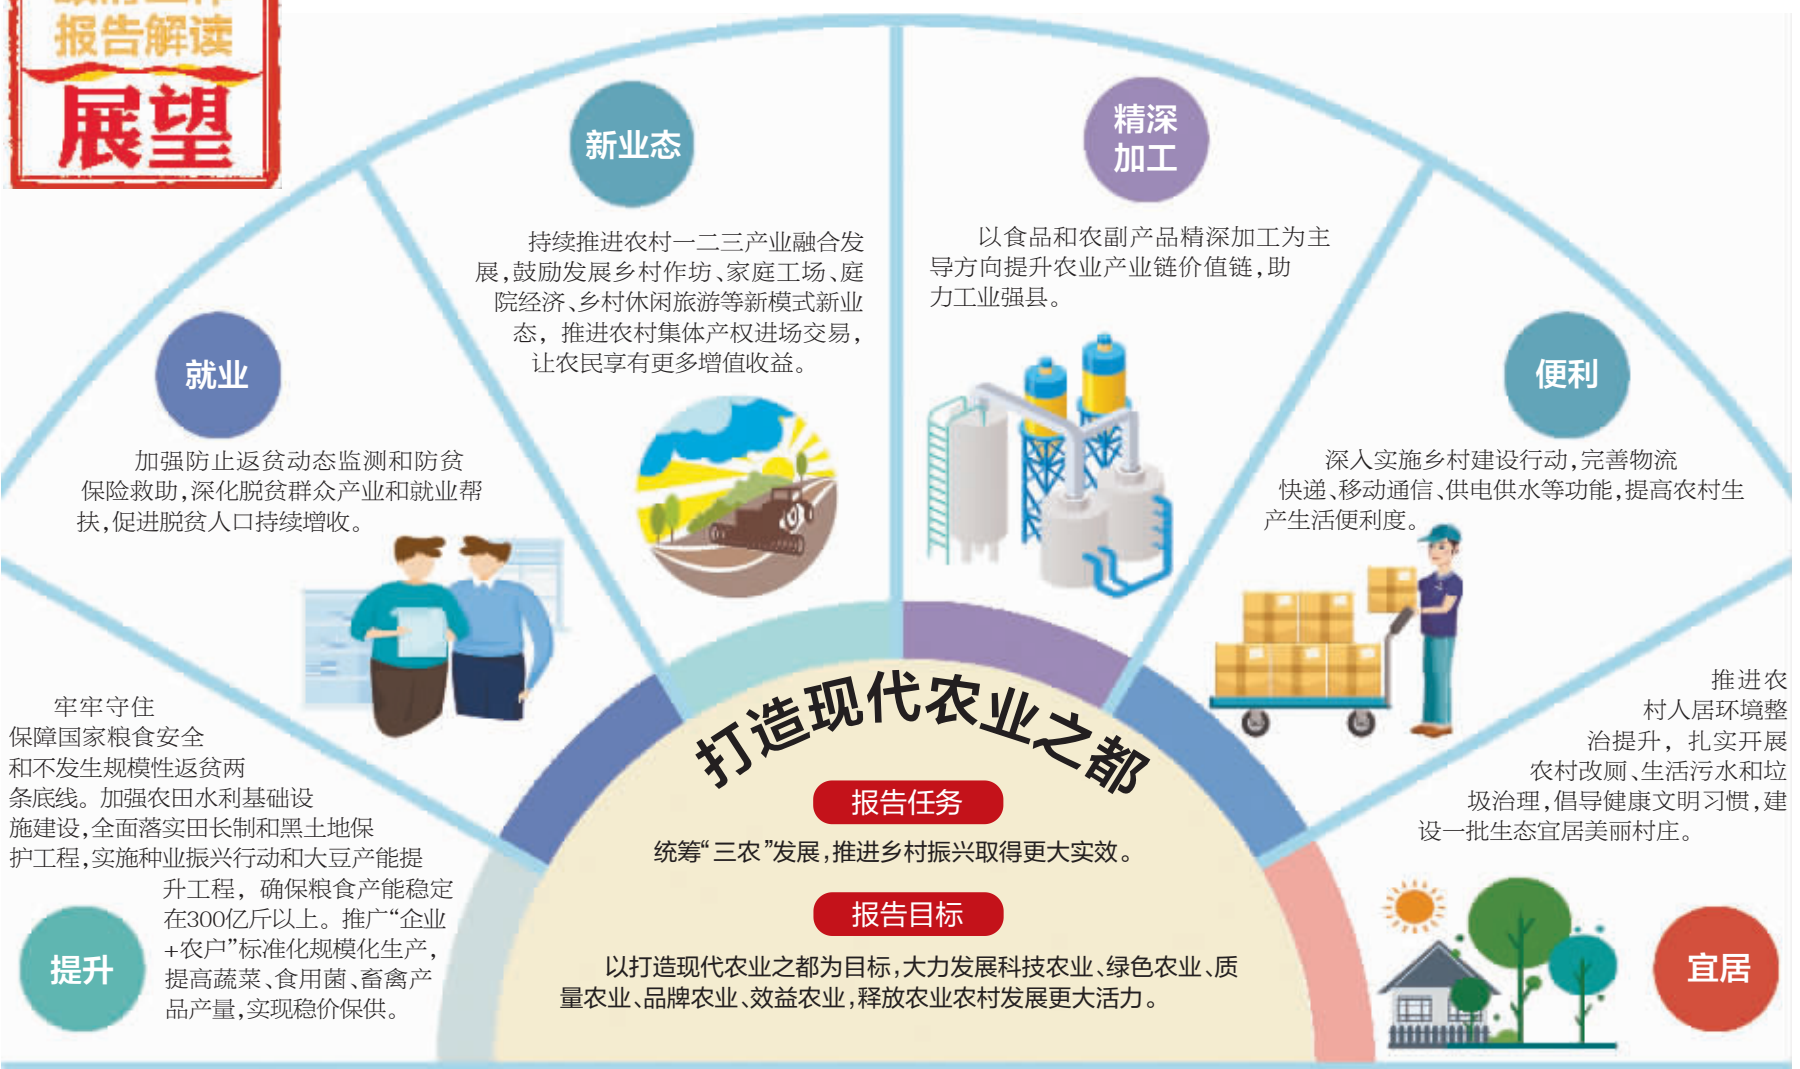 报告解读
展望
新业态
持续推进农村一二三产业融合发
展,鼓励发展乡村作坊、家庭工场、庭
院经济、乡村休闲旅游等新模式新业
态，推进农村集体产权进场交易，
让农民享有更多增值收益。
精深
加工
以食品和农副产品精深加工为主
导方向提升农业产业链价值链,助
力工业强县。
就业
加强防止返贫动态监测和防贫
保险救助,深化脱贫群众产业和就业帮
扶,促进脱贫人口持续增收。
便利
深入实施乡村建设行动,完善物流
快递、移动通信、供电供水等功能,提高农村生
产生活便利度。
牢牢守住
保障国家粮食安全
和不发生规模性返贫两
条底线。加强农田水利基础设
施建设,全面落实田长制和黑土地保
护工程,实施种业振兴行动和大豆产能提
升工程，确保粮食产能稳定
在300亿斤以上。推广“企业
+农户”标准化规模化生产，
提高蔬菜、食用菌、畜禽产
品产量,实现稳价保供。
提升
推进农
村人居环境整
治提升，扎实开展
农村改厕、生活污水和垃
圾治理,倡导健康文明习惯,建
设一批生态宜居美丽村庄。
宜居
打造现代农业之都
报告任务
统筹“三农”发展,推进乡村振兴取得更大实效。
报告目标
以打造现代农业之都为目标,大力发展科技农业、绿色农业、质
量农业、品牌农业、效益农业,释放农业农村发展更大活力。